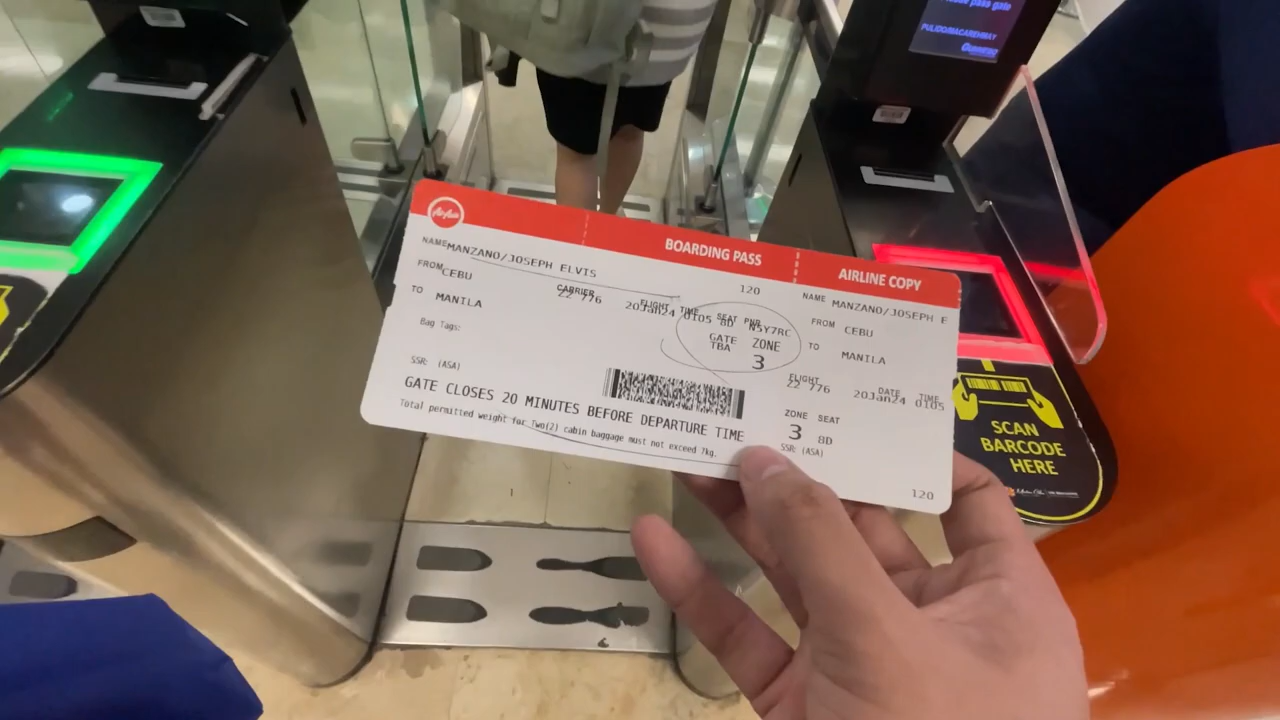 pass gate
AirAsia
BOARDING PASS
AIRLINE COPY
NAME MANZANO/JOSEPH ELVIS
120
NAME MANZANO/JOSEPH E
FROM CEBU
CARRIER
FLIGHT TIME SEAT PNR
FROM CEBU
Z2 776 20Jan24 0105 8D N5Y7RC
TO MANILA
GATE ZONE
TO MANILA
TBA 3
Bag Tags:
FLIGHT DATE TIME
Z2 776 20Jan24 0105
SSR: (ASA)
GATE CLOSES 20 MINUTES BEFORE DEPARTURE TIME
ZONE SEAT
3 8D
Total permitted weight for Two(2) cabin baggage must not exceed 7kg.
SSR: (ASA)
120
SCAN
BARCODE
HERE